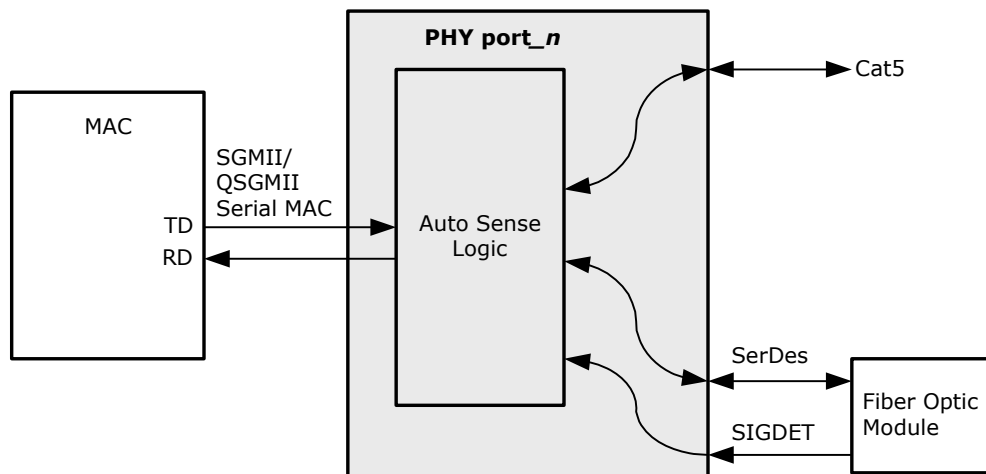 PHY port_n
MAC
SGMII/
QSGMII
Serial MAC
TD
RD
Auto Sense
Logic
Cat5
SerDes
SIGDET
Fiber Optic
Module